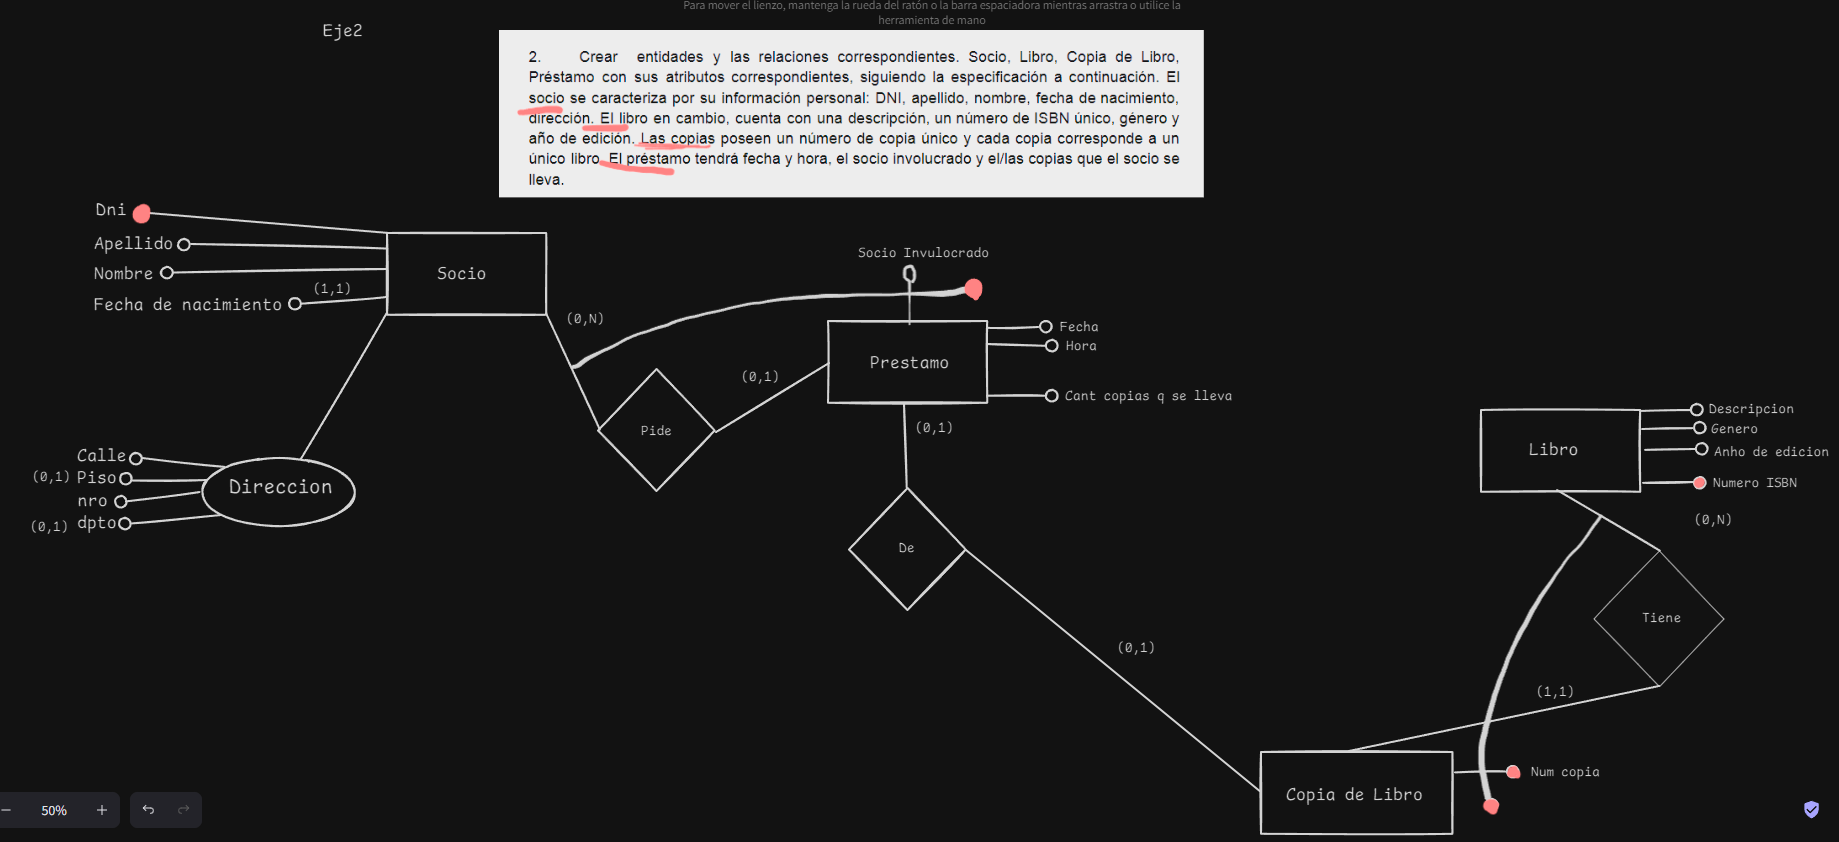 Para mover el lienzo, mantenga la rueda del ratón o la barra espaciadora mientras arrastra o utilice la
herramienta de mano
Eje2
2. Crear entidades y las relaciones correspondientes. Socio, Libro, Copia de Libro,
Préstamo con sus atributos correspondientes, siguiendo la especificación a continuación. El
socio se caracteriza por su información personal: DNI, apellido, nombre, fecha de nacimiento,
dirección. El libro en cambio, cuenta con una descripción, un número de ISBN único, género y
año de edición. Las copias poseen un número de copia único y cada copia corresponde a un
único libro. El préstamo tendrá fecha y hora, el socio involucrado y el/las copias que el socio se
lleva.
Dni
Apellido
Nombre
Fecha de nacimiento
(1,1)
Socio
(0,N)
Socio Invulocrado
Fecha
Hora
Prestamo
Cant copias q se lleva
(0,1)
Pide
(0,1)
Calle
(0,1) Piso
nro
(0,1) dpto
Direccion
De
(0,1)
Libro
Descripcion
Genero
Anho de edicion
Numero ISBN
(0,N)
Tiene
(1,1)
Copia de Libro
Num copia
50%